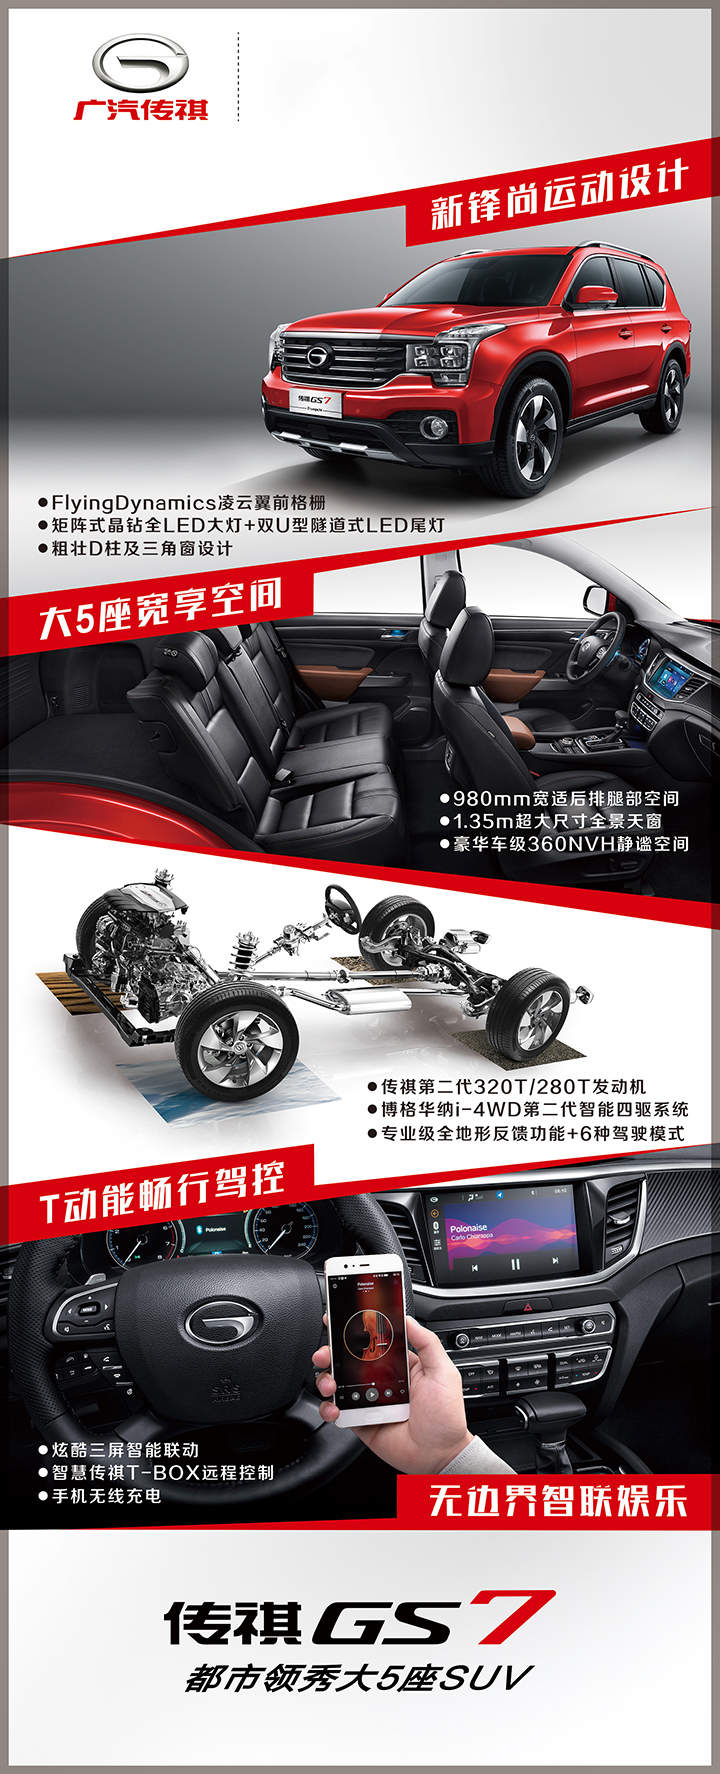 广汽传祺
新锋尚运动设计
传祺GS7
●FlyingDynamics凌云翼前格栅
●矩阵式晶钻全LED大灯+双U型隧道式LED尾灯
●粗壮D柱及三角窗设计
大5座宽享空间
●980mm宽适后排腿部空间
●1.35m超大尺寸全景天窗
●豪华车级360NVH静谧空间
●传祺第二代320T/280T发动机
●博格华纳i-4WD第二代智能四驱系统
●专业级全地形反馈功能+6种驾驶模式
T动能畅行驾控
Polonaise
Polonaise
Carlo Chiarappa
Polonaise
SRS
AIRBAG
●炫酷三屏智能联动
●智慧传祺T-BOX远程控制
●手机无线充电
无边界智联娱乐
传祺GS7
都市领秀大5座SUV